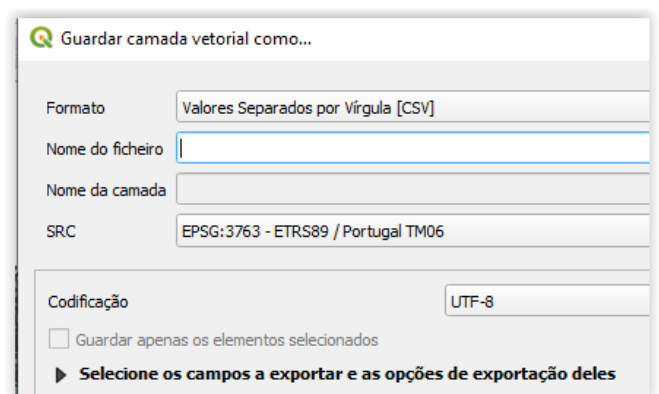 Guardar camada vetorial como...
Formato Valores Separados por Vírgula [CSV]
Nome do ficheiro
Nome da camada
SRC EPSG:3763 - ETRS89 / Portugal TM06
Codificação UTF-8
Guardar apenas os elementos selecionados
Selecione os campos a exportar e as opções de exportação deles